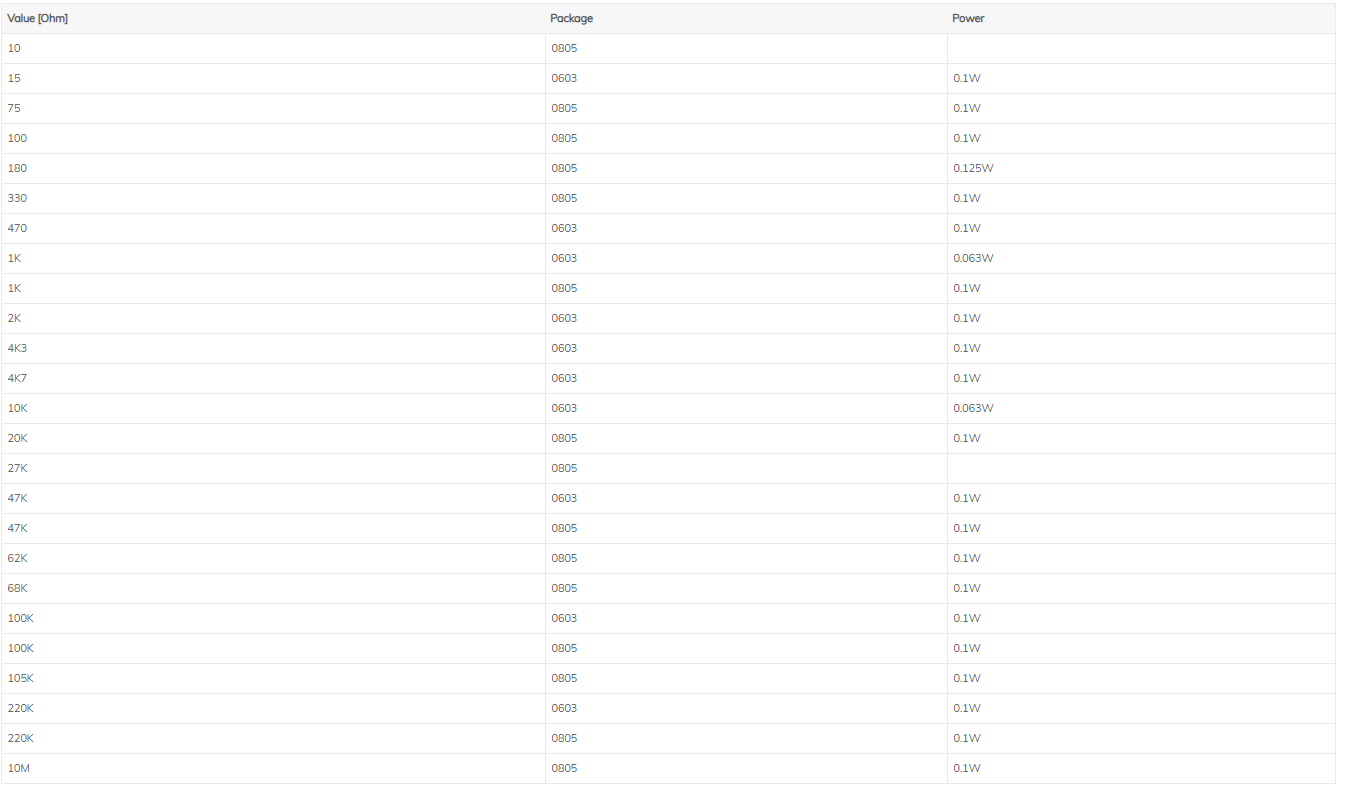 Value [Ohm] Package Power
10 0805
15 0603 0.1W
75 0805 0.1W
100 0805 0.1W
180 0805 0.125W
330 0805 0.1W
470 0603 0.1W
1K 0603 0.063W
1K 0805 0.1W
2K 0603 0.1W
4K3 0603 0.1W
4K7 0603 0.1W
10K 0603 0.063W
20K 0805 0.1W
27K 0805
47K 0603 0.1W
47K 0805 0.1W
62K 0805 0.1W
68K 0805 0.1W
100K 0603 0.1W
100K 0805 0.1W
105K 0805 0.1W
220K 0603 0.1W
220K 0805 0.1W
10M 0805 0.1W